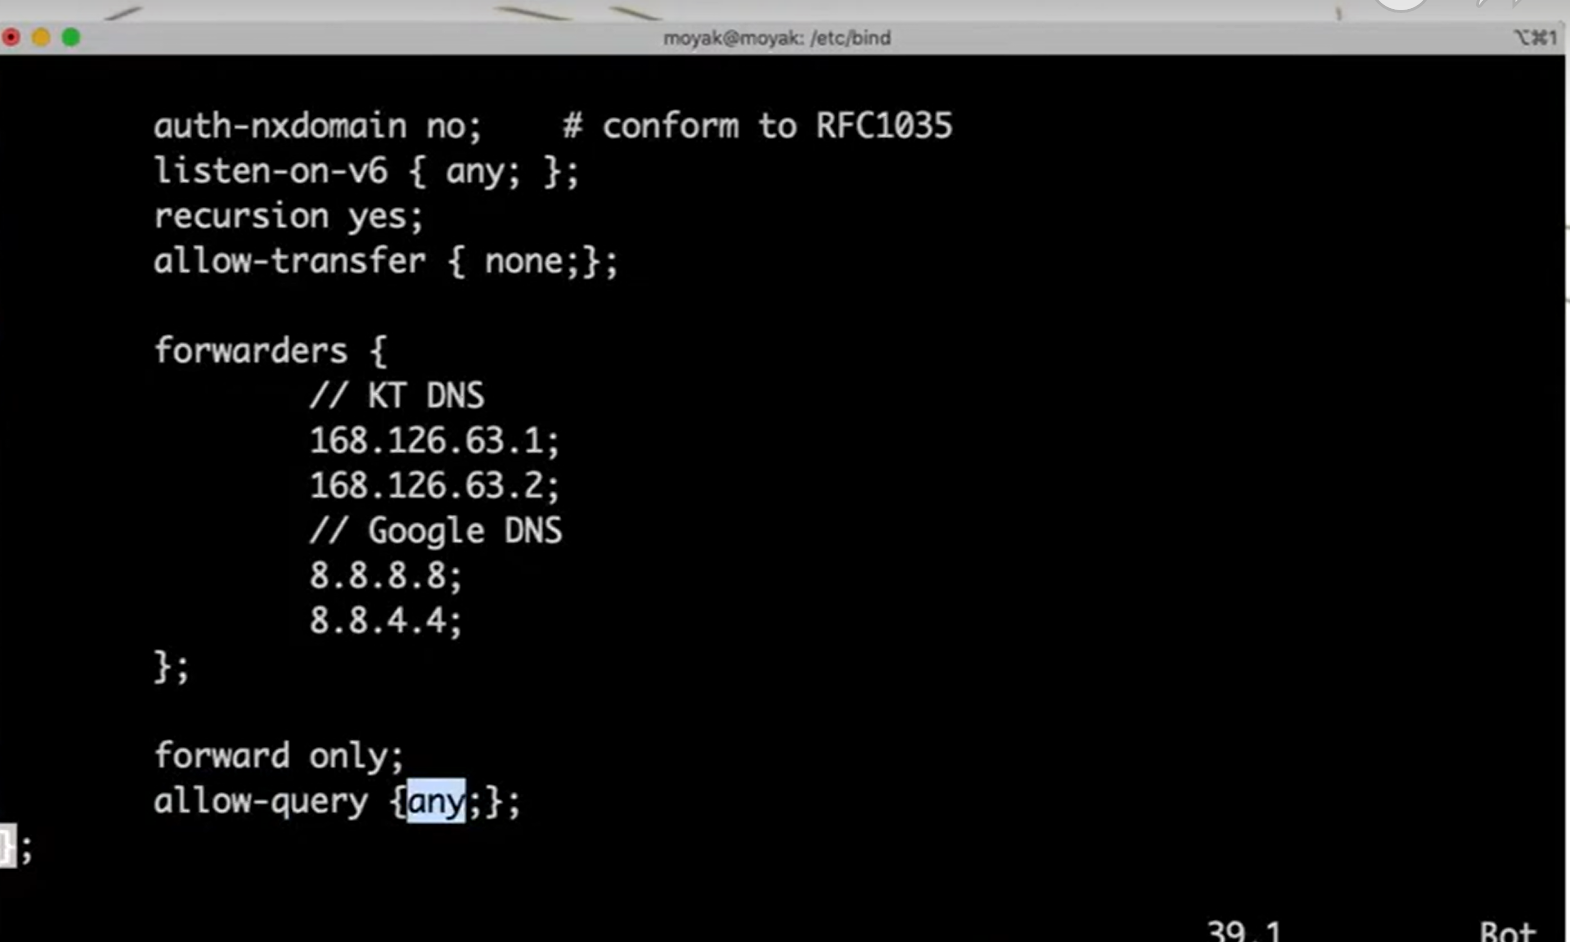 moyak@moyak: /etc/bind
⌥⌘1
auth-nxdomain no;    # conform to RFC1035
listen-on-v6 { any; };
recursion yes;
allow-transfer { none;};
forwarders {
// KT DNS
168.126.63.1;
168.126.63.2;
// Google DNS
8.8.8.8;
8.8.4.4;
};
forward only;
allow-query {any;};
};
39,1
Bot